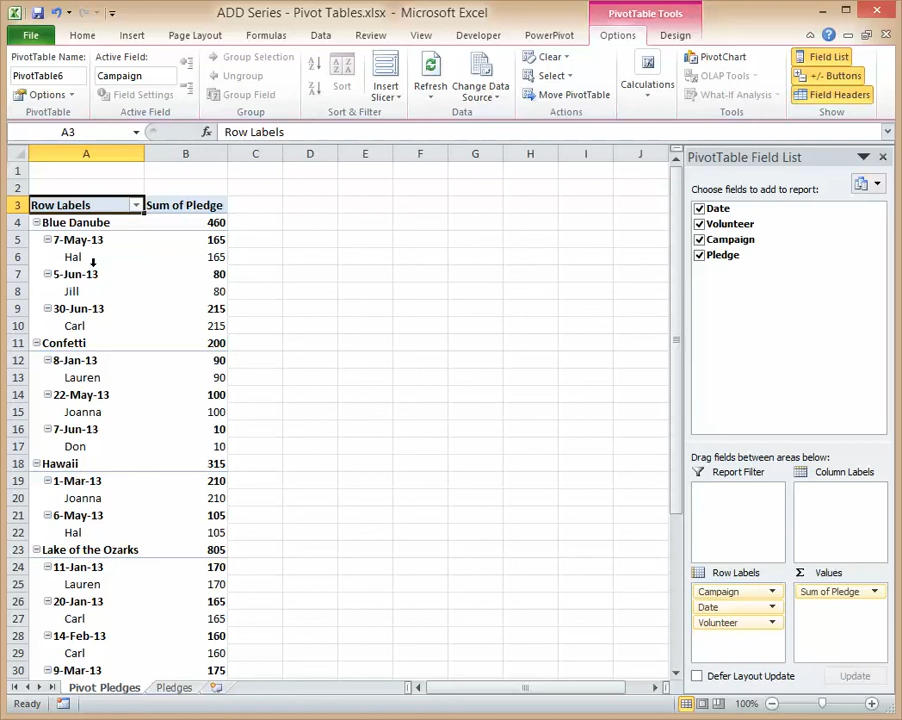 ADD Series - Pivot Tables.xlsx - Microsoft Excel
PivotTable Tools
File Home Insert Page Layout Formulas Data Review View Developer PowerPivot Options Design
PivotTable Name:
PivotTable6
Options
PivotTable
Active Field:
Campaign
Field Settings
Active Field
Group Selection
Ungroup
Group Field
Group
Sort
Insert Slicer
Sort & Filter
Refresh
Change Data Source
Data
Clear
Select
Move PivotTable
Actions
Calculations
PivotChart
OLAP Tools
What-If Analysis
Tools
Field List
+/- Buttons
Field Headers
Show
A3 fx Row Labels
A B C D E F G H I J
1
2
3 Row Labels Sum of Pledge
4 Blue Danube 460
5 7-May-13 165
6 Hal 165
7 5-Jun-13 80
8 Jill 80
9 30-Jun-13 215
10 Carl 215
11 Confetti 200
12 8-Jan-13 90
13 Lauren 90
14 22-May-13 100
15 Joanna 100
16 7-Jun-13 10
17 Don 10
18 Hawaii 315
19 1-Mar-13 210
20 Joanna 210
21 6-May-13 105
22 Hal 105
23 Lake of the Ozarks 805
24 11-Jan-13 170
25 Lauren 170
26 20-Jan-13 165
27 Carl 165
28 14-Feb-13 160
29 Carl 160
30 9-Mar-13 175
PivotTable Field List
Choose fields to add to report:
Date
Volunteer
Campaign
Pledge
Drag fields between areas below:
Report Filter
Column Labels
Row Labels
Campaign
Date
Volunteer
Σ Values
Sum of Pledge
Defer Layout Update
Update
Pivot Pledges Pledges
Ready
100%